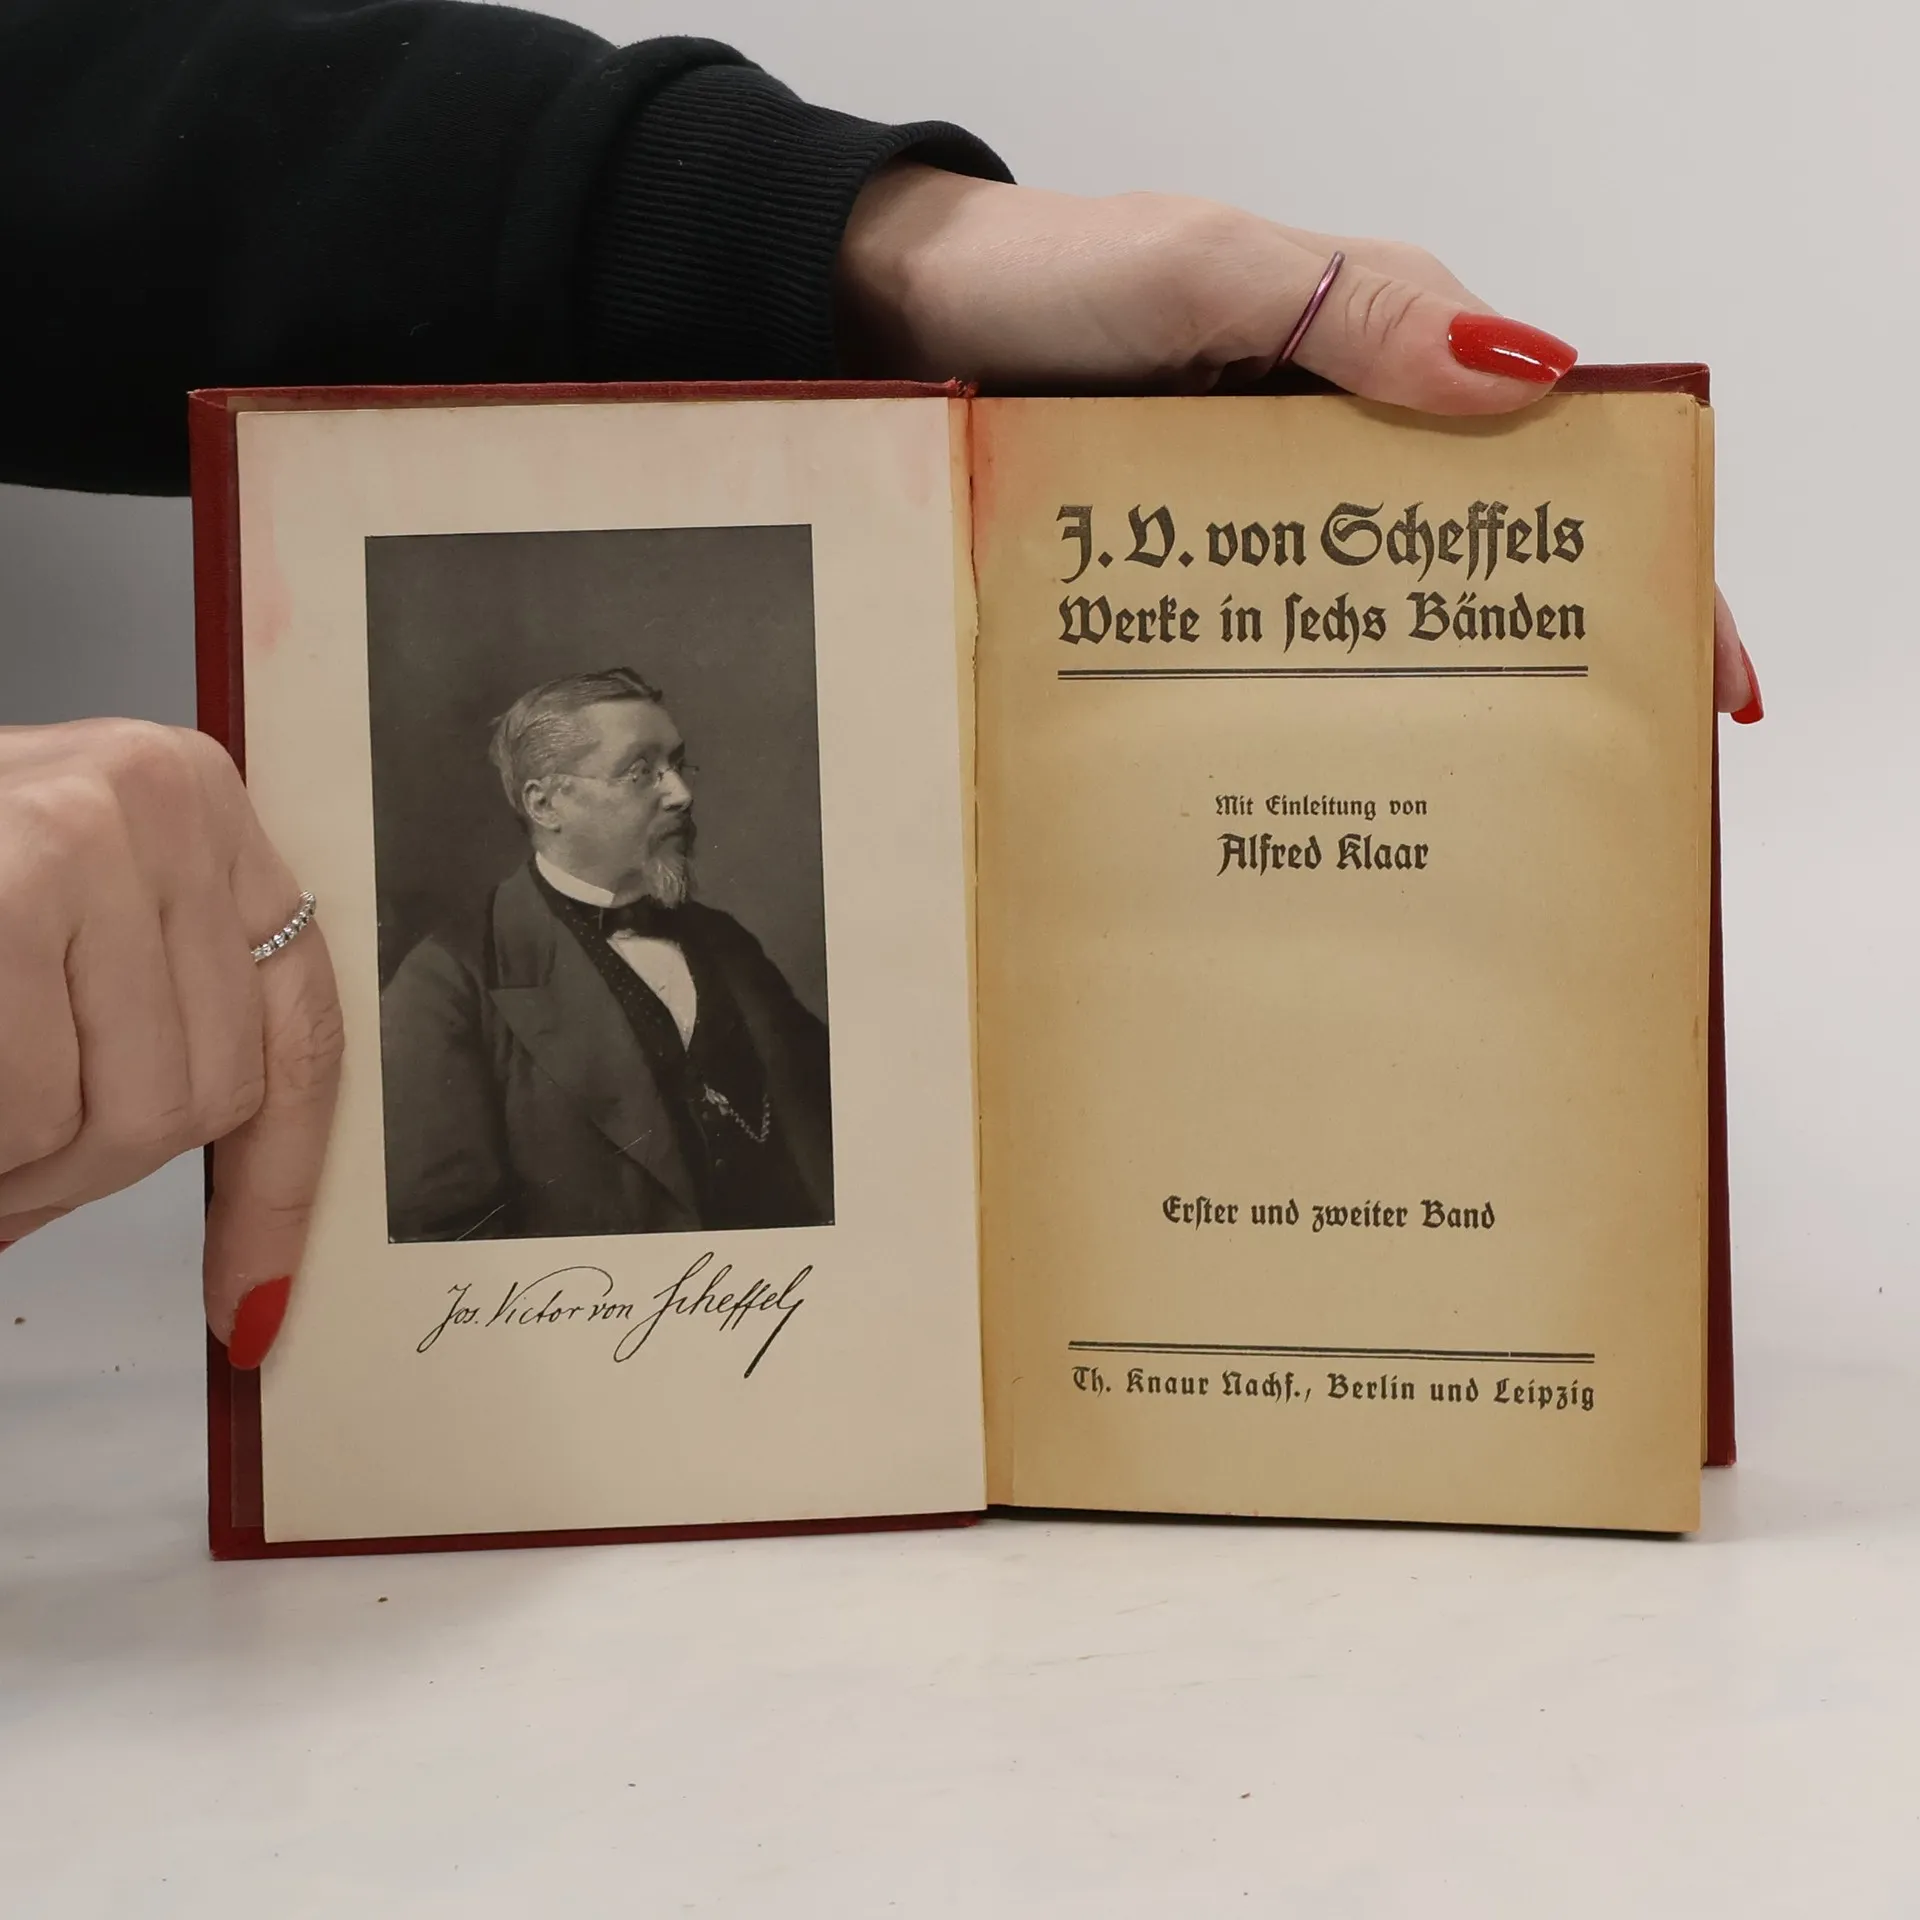 Jos. Victor von Scheffel
J. V. von Scheffels
Werke in sechs Bänden
Mit Einleitung von
Alfred Klaar
Erster und zweiter Band
Th. Knaur Nachf., Berlin und Leipzig